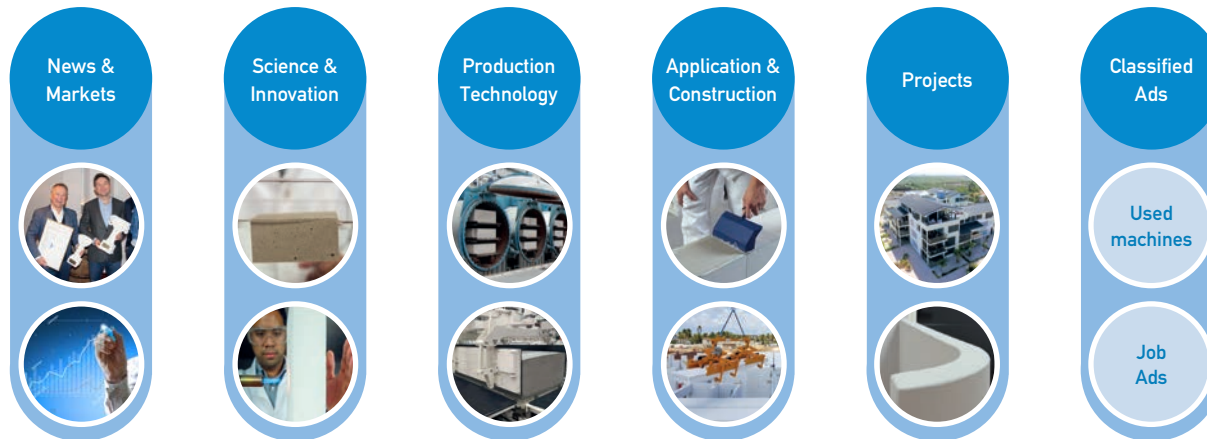 News &
Markets
Science &
Innovation
Production
Technology
Application &
Construction
Projects
Classified
Ads
Used
machines
Job
Ads